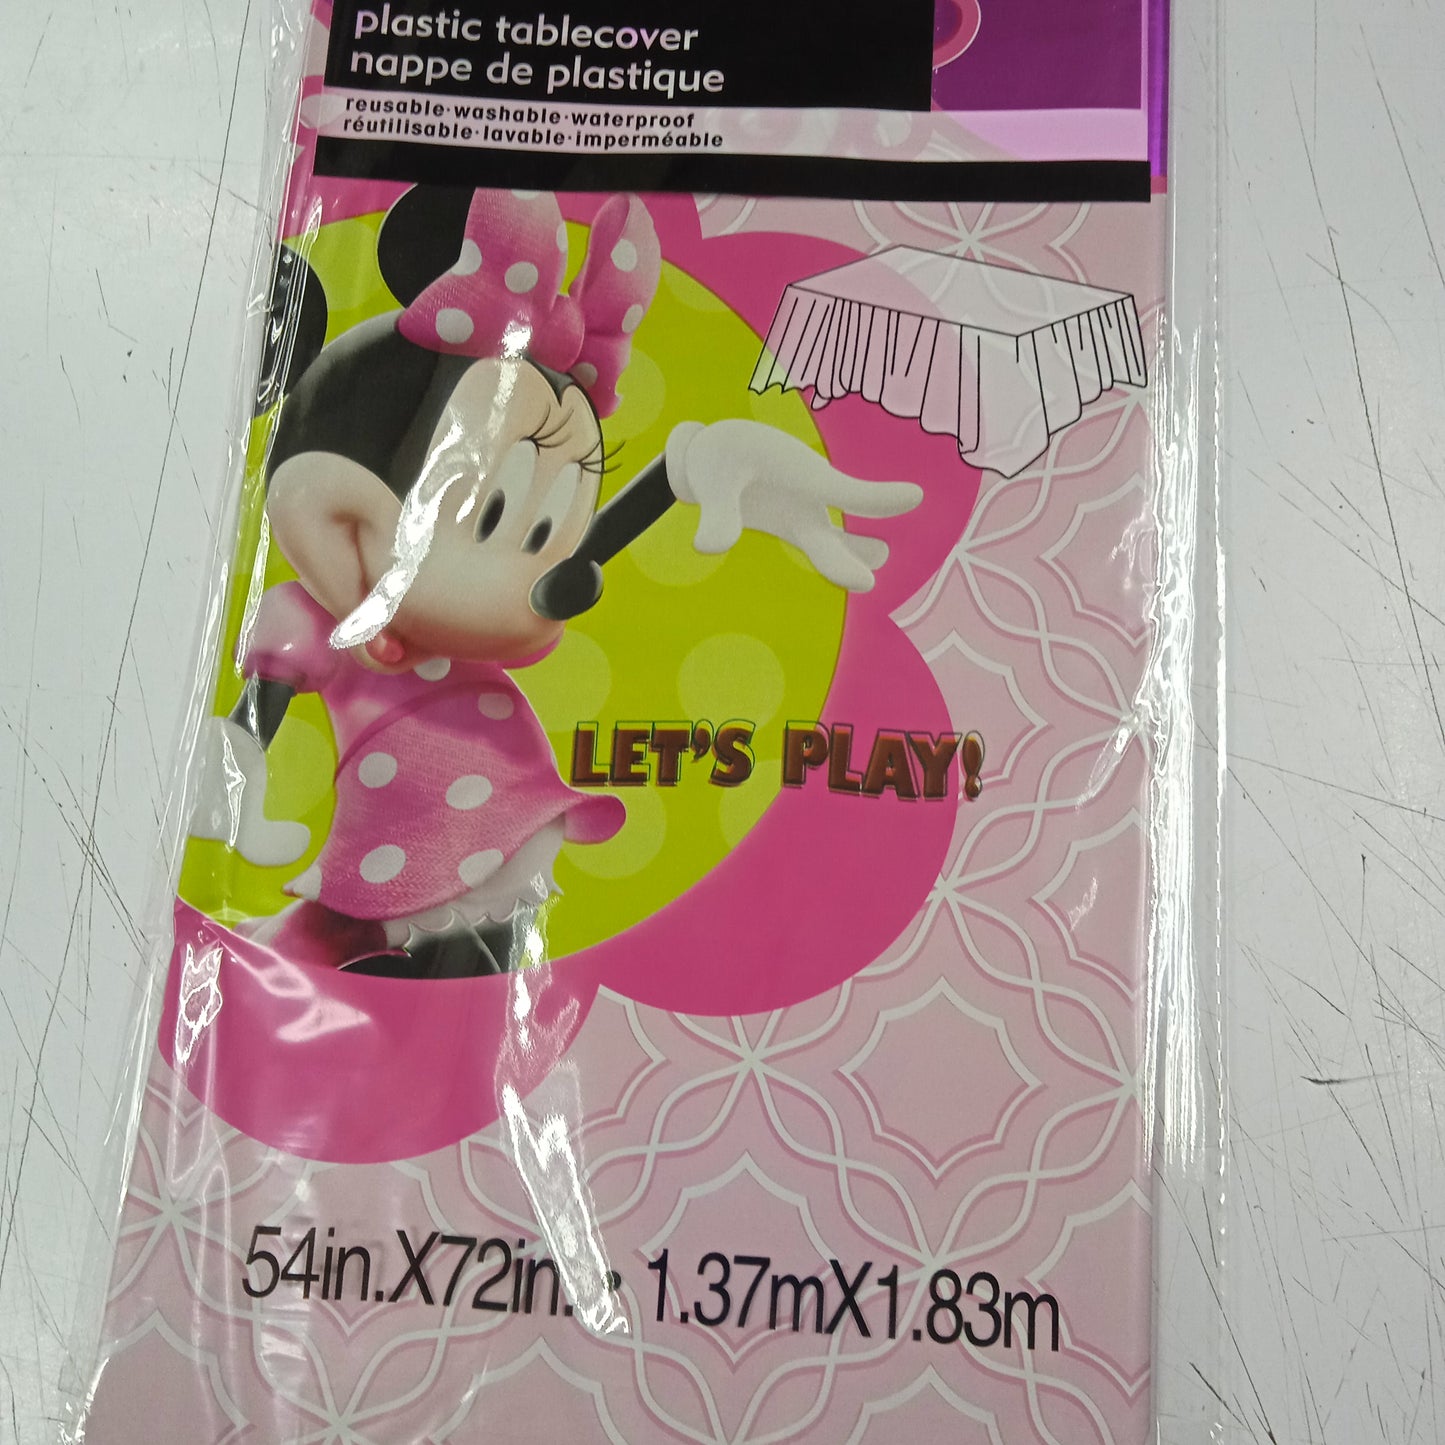 plastic tablecover
nappe de plastique
reusable·washable·waterproof
réutilisable·lavable·imperméable
LET'S PLAY!
54in.X72in. • 1.37mX1.83m